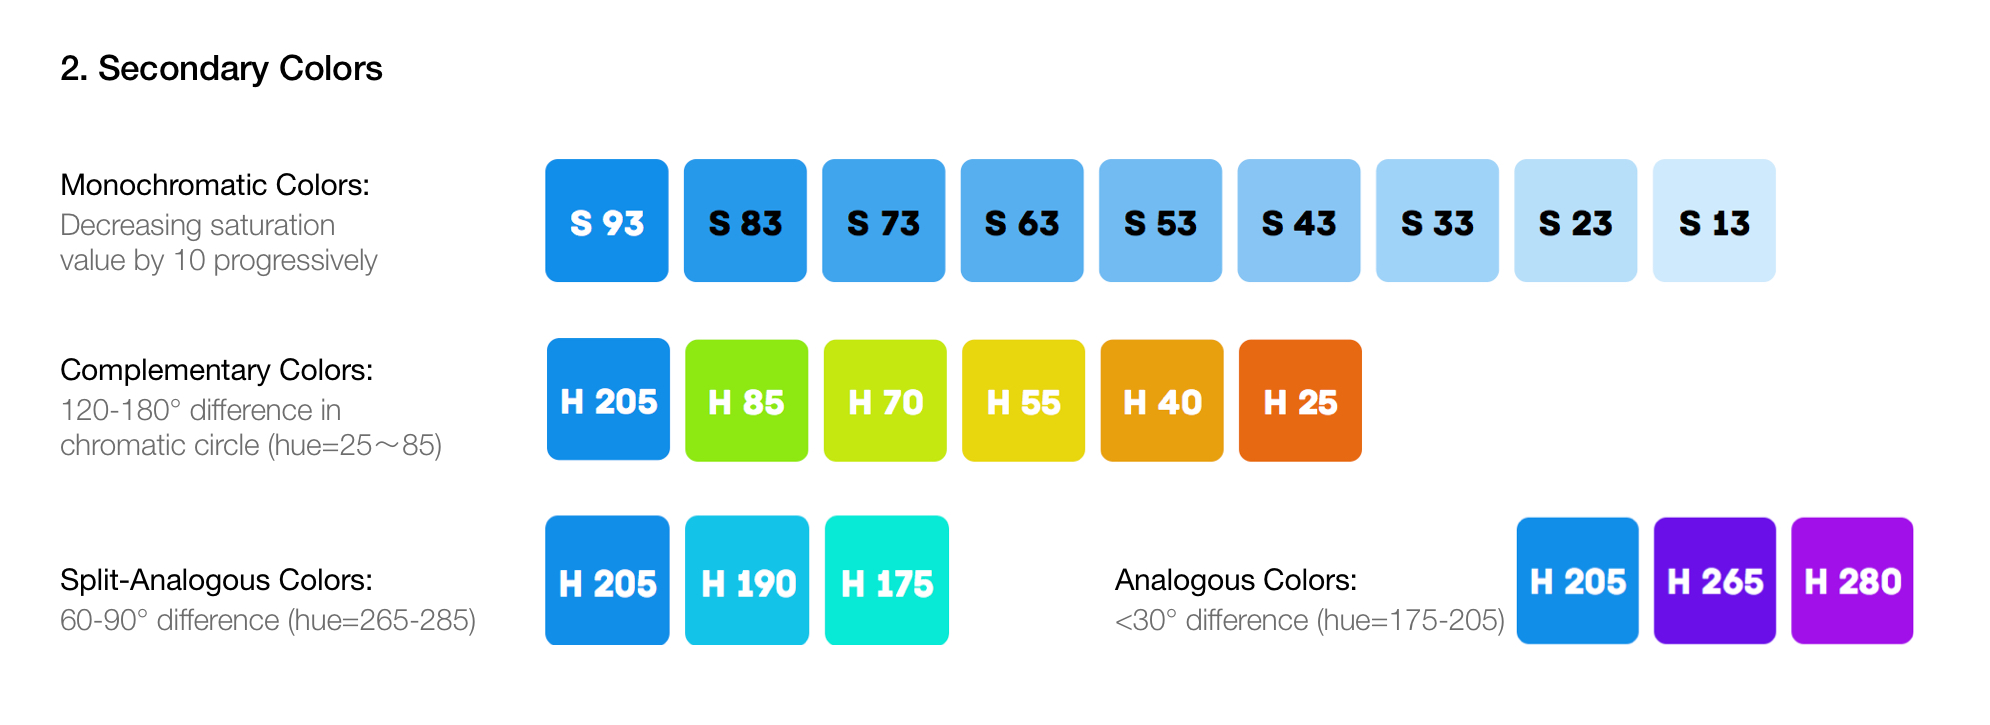 2. Secondary Colors
Monochromatic Colors:
Decreasing saturation
value by 10 progressively
S 93 S 83 S 73 S 63 S 53 S 43 S 33 S 23 S 13
Complementary Colors:
120-180° difference in
chromatic circle (hue=25～85)
H 205 H 85 H 70 H 55 H 40 H 25
Split-Analogous Colors:
60-90° difference (hue=265-285)
H 205 H 190 H 175
Analogous Colors:
<30° difference (hue=175-205)
H 205 H 265 H 280